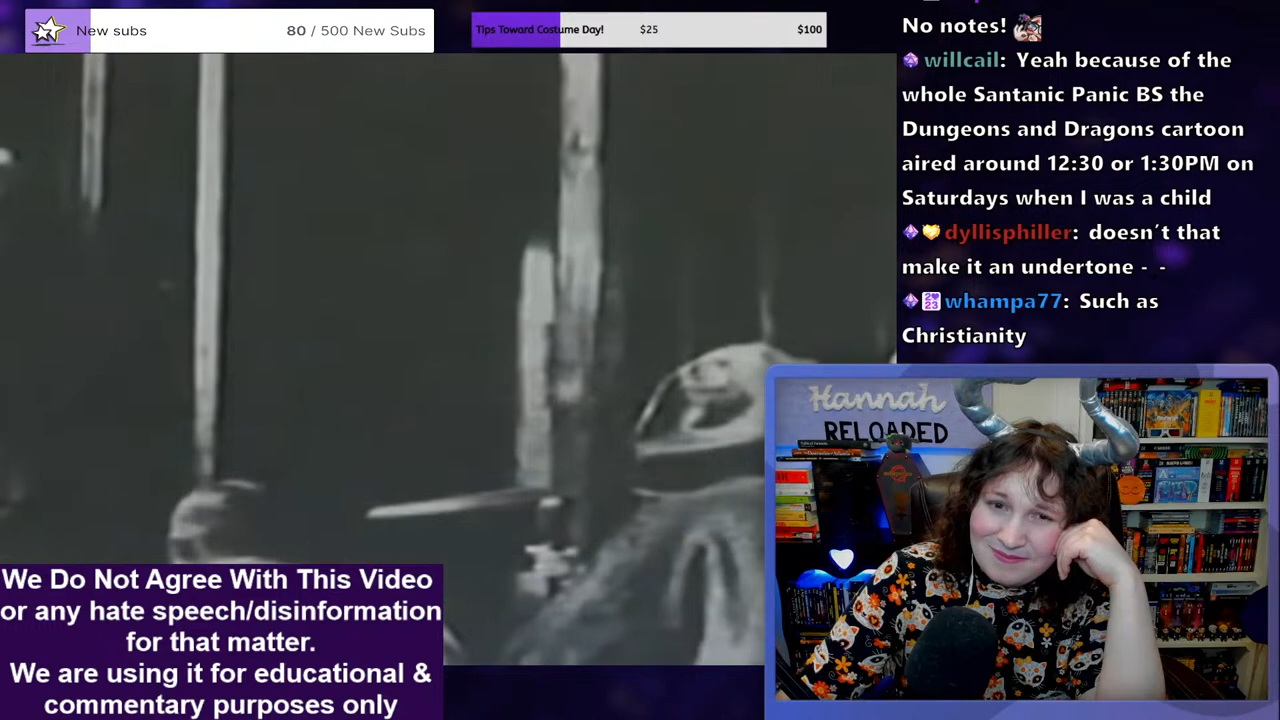 New subs
80 / 500 New Subs
Tips Toward Costume Day!
$25
$100
No notes!
willcail: Yeah because of the
whole Santanic Panic BS the
Dungeons and Dragons cartoon
aired around 12:30 or 1:30PM on
Saturdays when I was a child
dyllisphiller: doesn't that
make it an undertone - -
whampa77: Such as
Christianity
Hannah
RELOADED
We Do Not Agree With This Video
or any hate speech/disinformation
for that matter.
We are using it for educational &
commentary purposes only